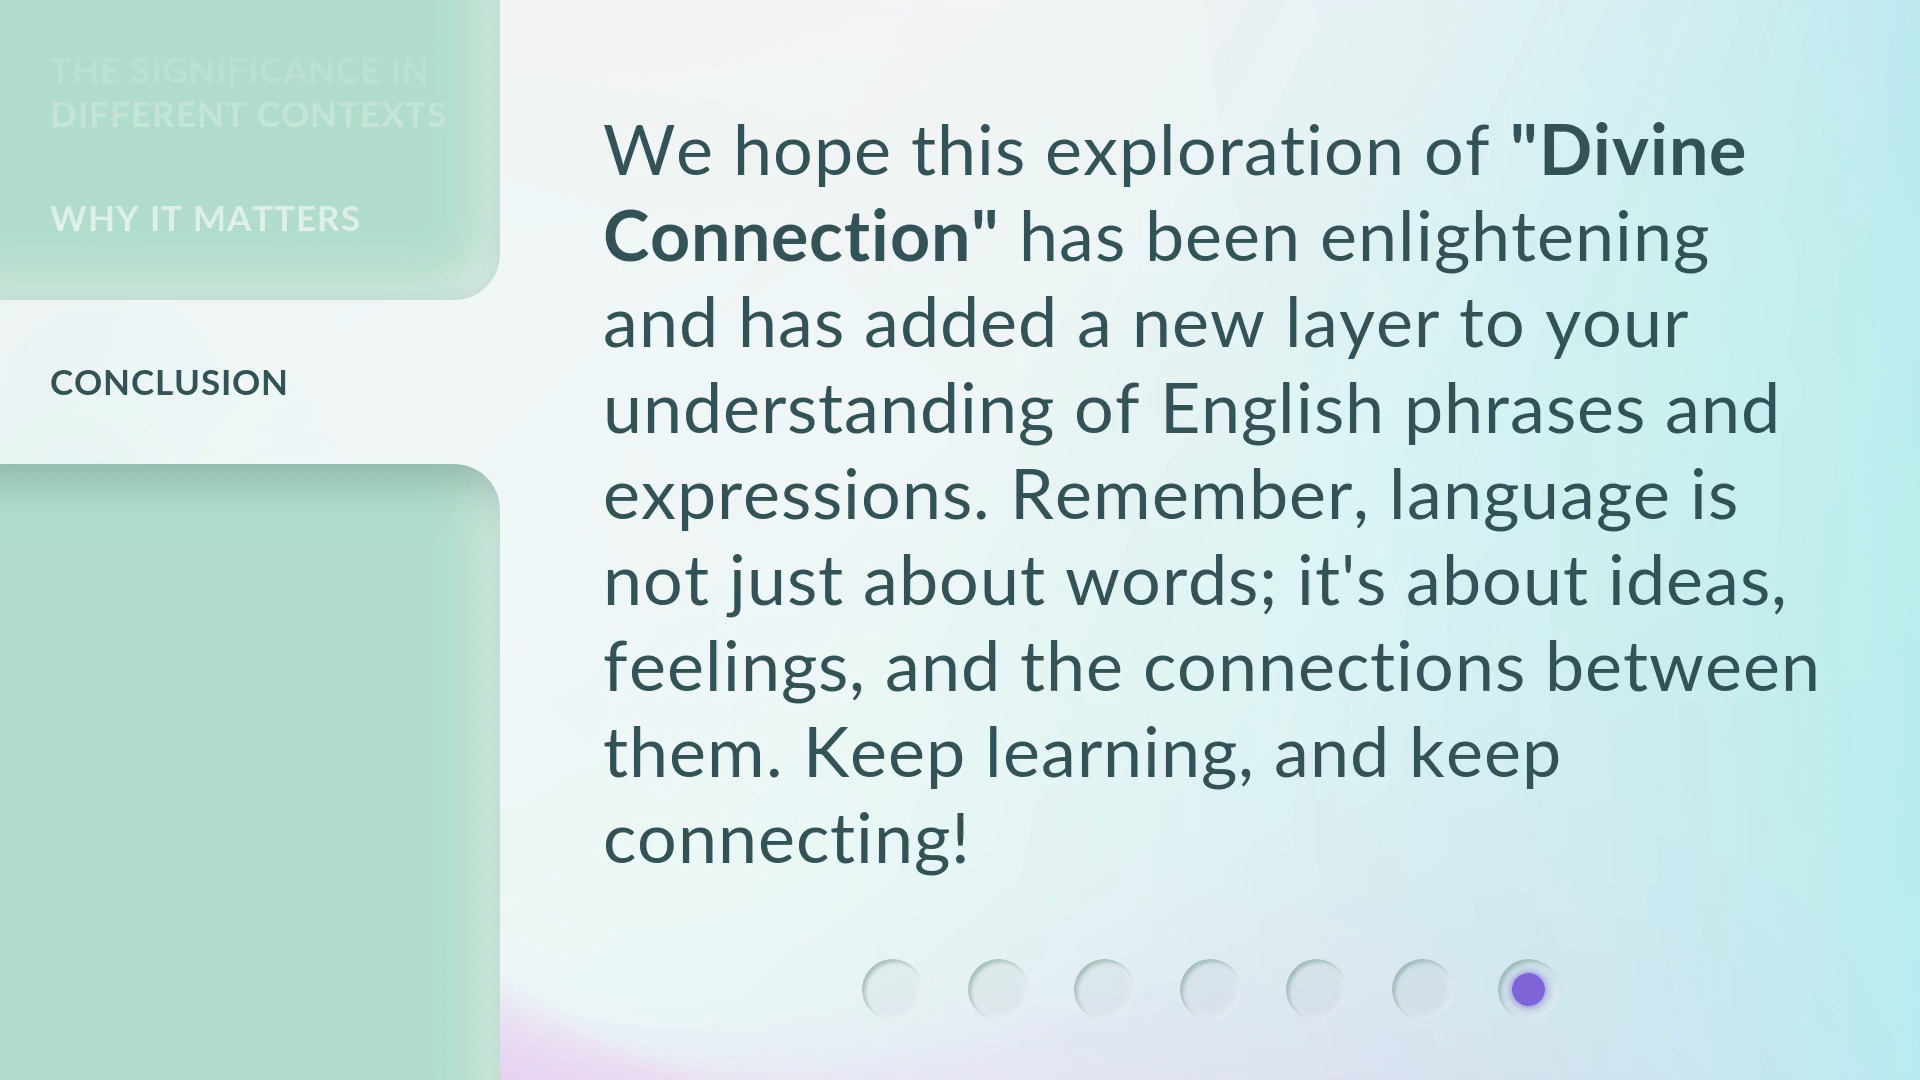 THE SIGNIFICANCE IN
DIFFERENT CONTEXTS
WHY IT MATTERS
CONCLUSION
We hope this exploration of "Divine
Connection" has been enlightening
and has added a new layer to your
understanding of English phrases and
expressions. Remember, language is
not just about words; it's about ideas,
feelings, and the connections between
them. Keep learning, and keep
connecting!